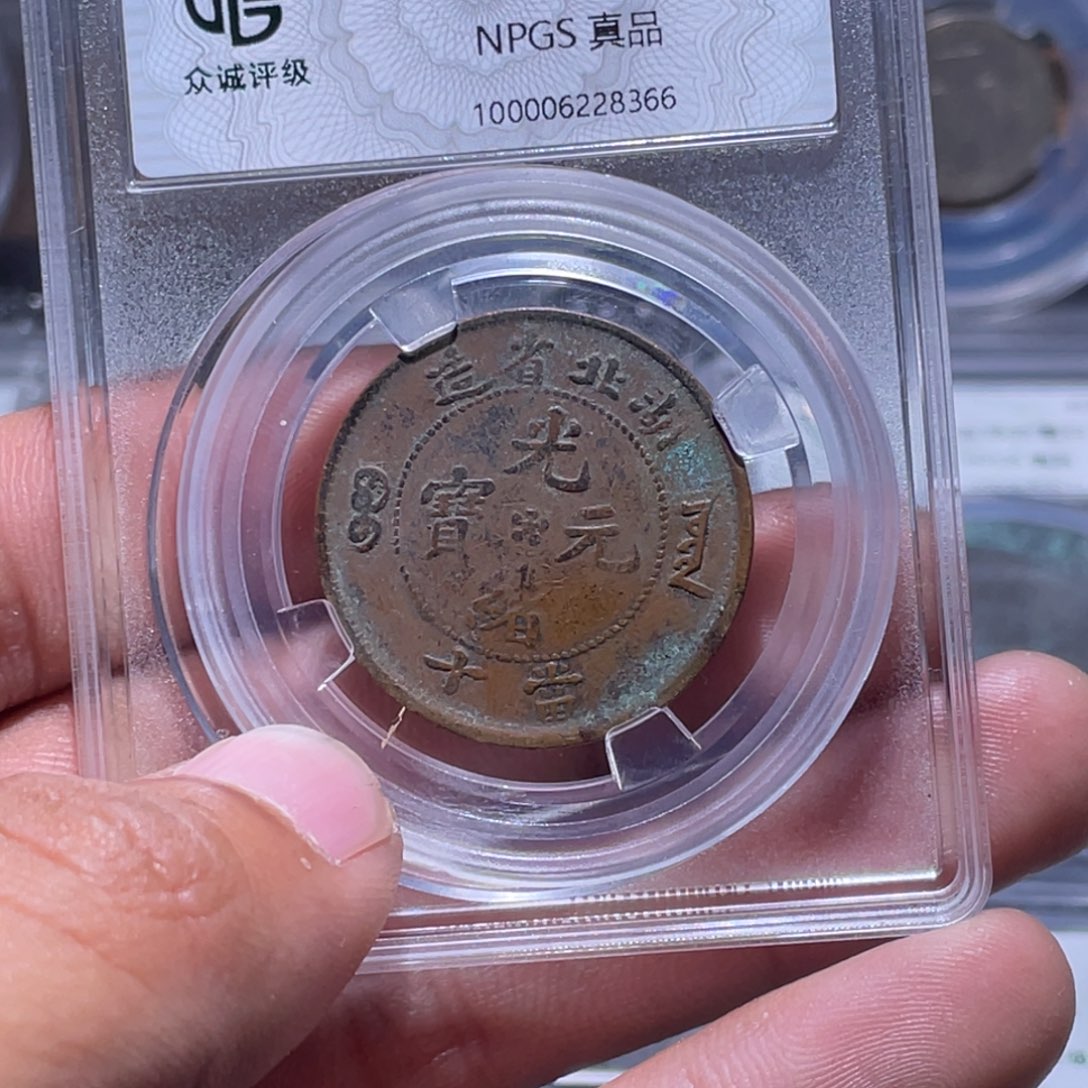 NPGS 真品
众诚评级
100006228366
湖北省造
光緒元寶
當十